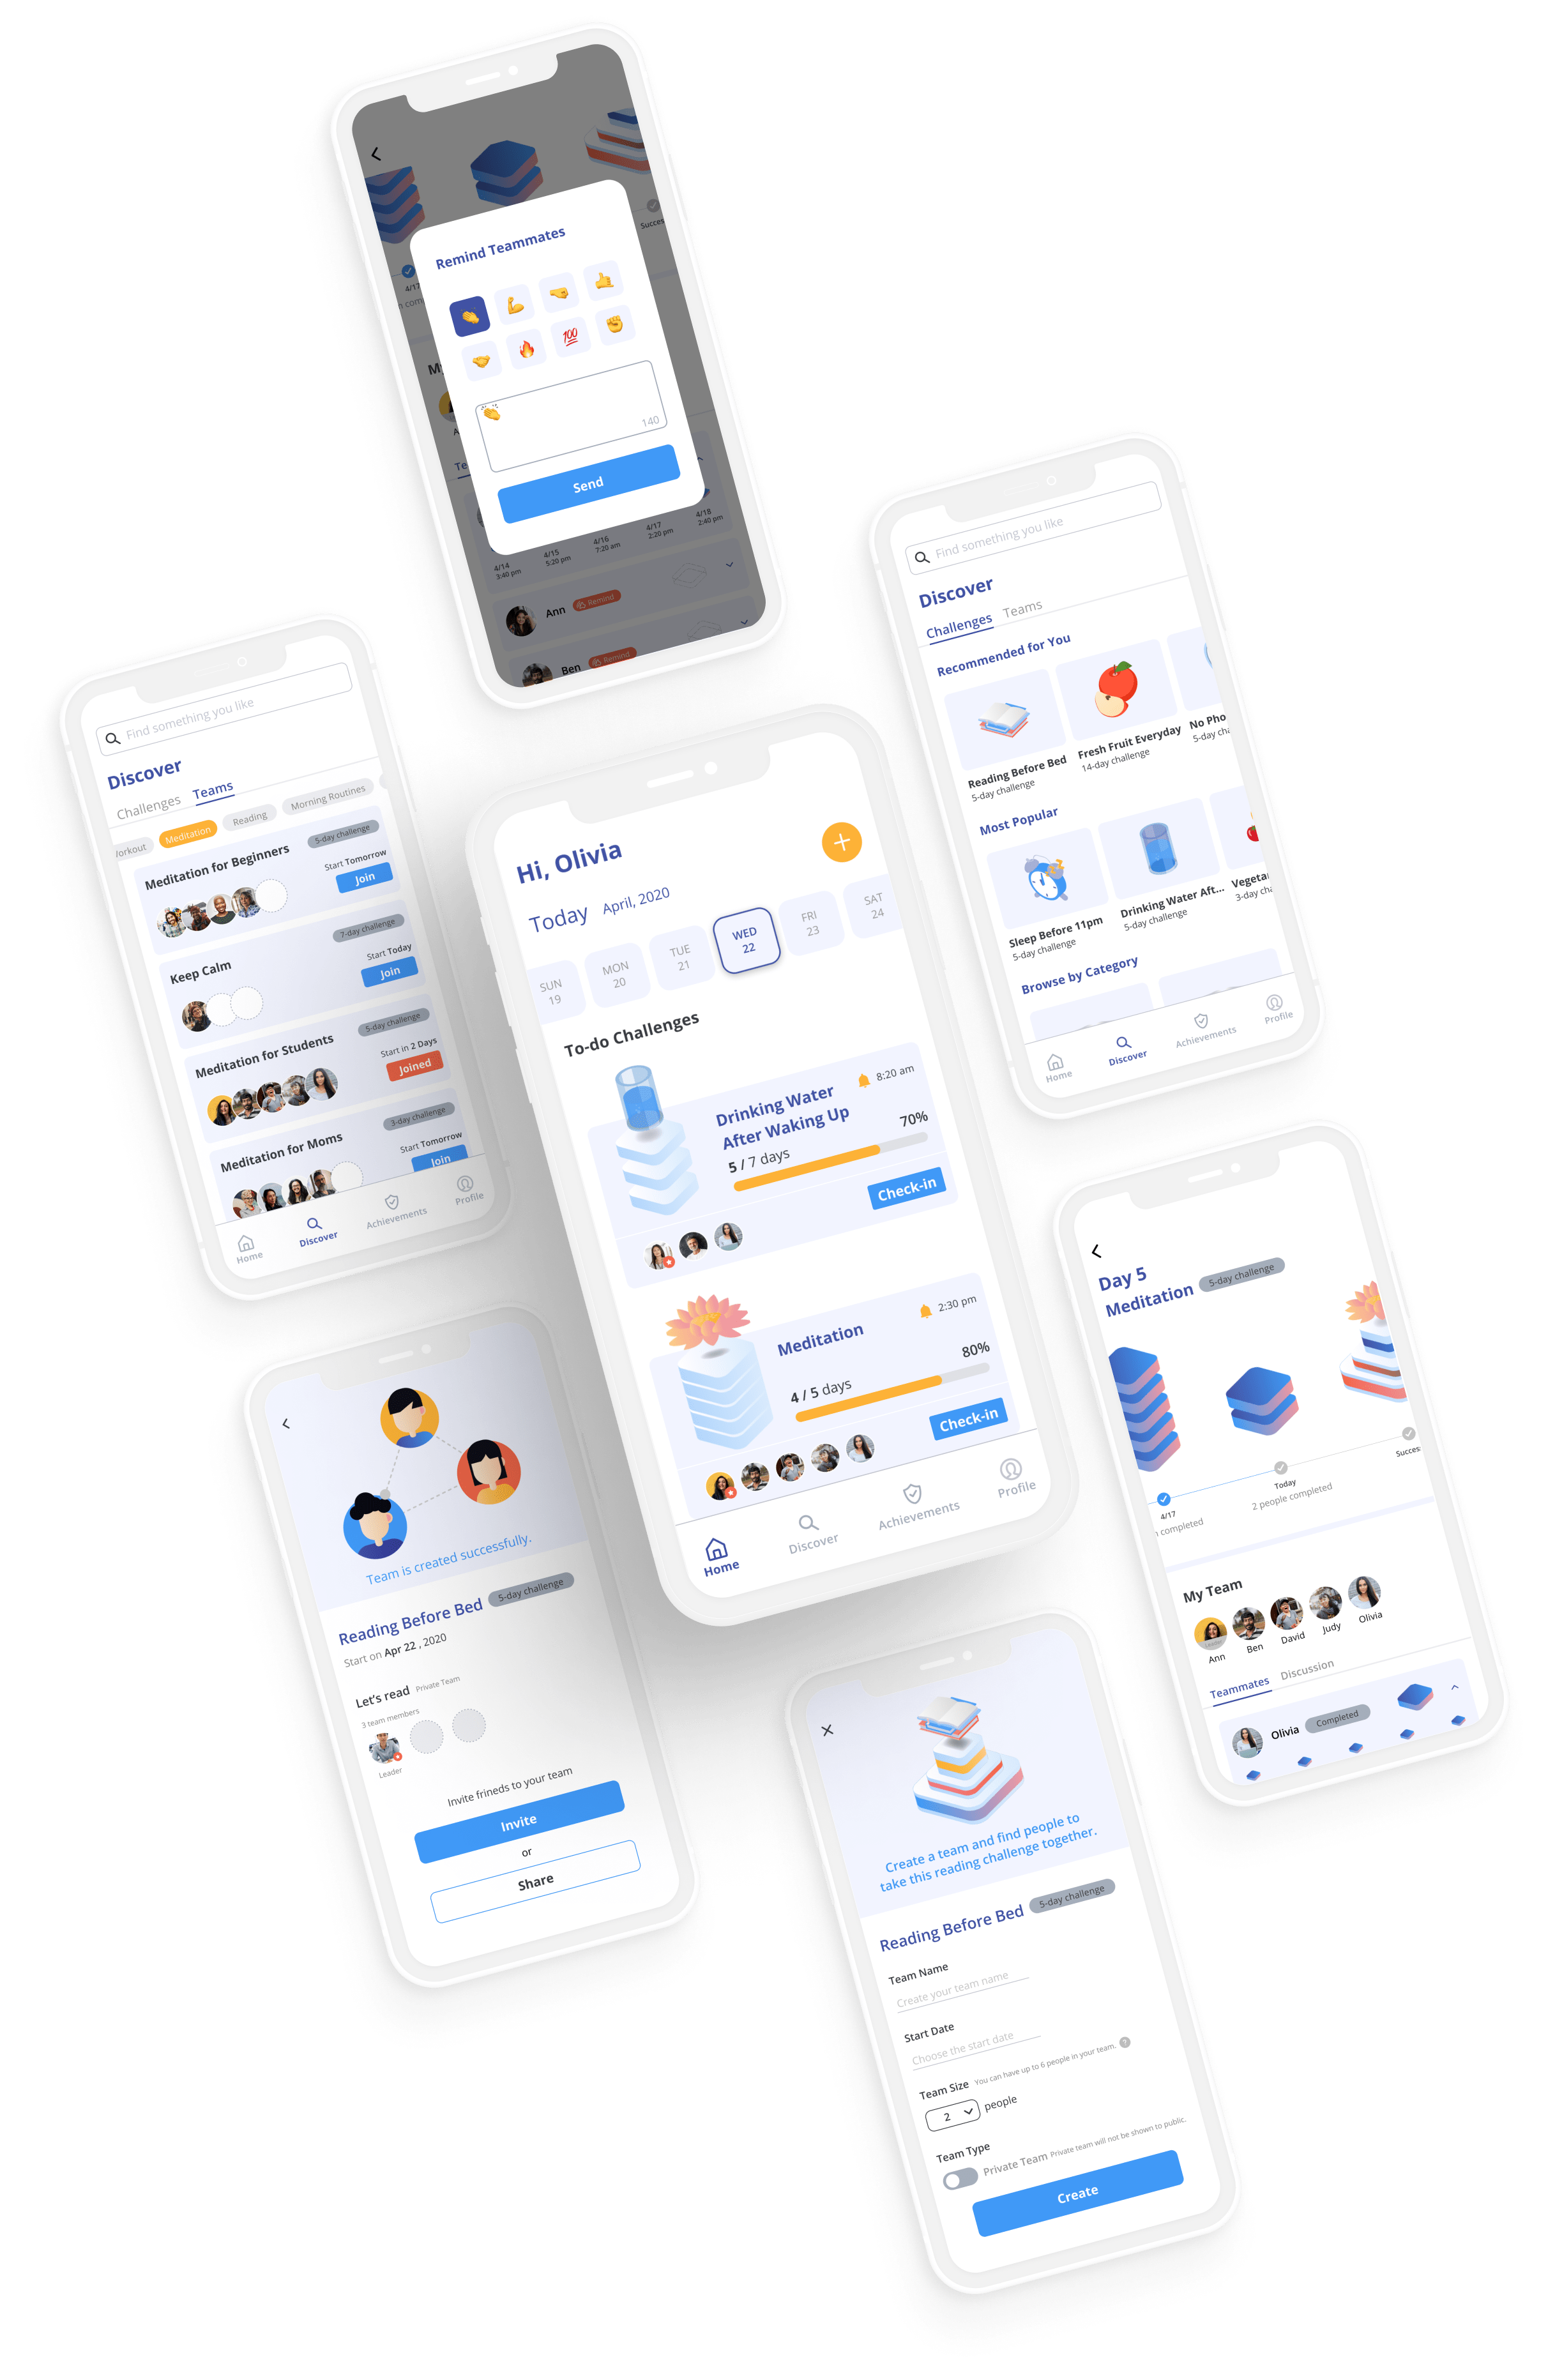 Remind Teammates
140
Send
4/17
Succes
4/14
3:40 pm
4/15
5:20 pm
4/16
7:20 am
4/17
2:20 pm
4/18
2:40 pm
Ann
Remind
Ben
Remind
Find something you like
Discover
Challenges
Teams
Recommended for You
Reading Before Bed
5-day challenge
Fresh Fruit Everyday
14-day challenge
No Pho
5-day cha
Most Popular
Sleep Before 11pm
5-day challenge
Drinking Water Aft...
5-day challenge
Vegeta
3-day cha
Browse by Category
Home
Discover
Achievements
Profile
Find something you like
Discover
Challenges
Teams
Workout
Meditation
Reading
Morning Routines
Meditation for Beginners
5-day challenge
Start Tomorrow
Join
Keep Calm
7-day challenge
Start Today
Join
Meditation for Students
5-day challenge
Start in 2 Days
Joined
Meditation for Moms
3-day challenge
Start Tomorrow
Join
Home
Discover
Achievements
Profile
Hi, Olivia
Today April, 2020
SUN
19
MON
20
TUE
21
WED
22
FRI
23
SAT
24
To-do Challenges
Drinking Water
After Waking Up
8:20 am
5 / 7 days
70%
Check-in
Meditation
2:30 pm
4 / 5 days
80%
Check-in
Home
Discover
Achievements
Profile
Day 5
Meditation
5-day challenge
4/17
n completed
Today
2 people completed
Succes
My Team
Ann
Ben
David
Judy
Olivia
Teammates
Discussion
Olivia
Completed
Team is created successfully.
Reading Before Bed
5-day challenge
Start on Apr 22 , 2020
Let's read Private Team
3 team members
Leader
Invite frineds to your team
Invite
or
Share
Create a team and find people to
take this reading challenge together.
Reading Before Bed
5-day challenge
Team Name
Create your team name
Start Date
Choose the start date
Team Size You can have up to 6 people in your team. ?
2 people
Team Type
Private Team Private team will not be shown to public.
Create